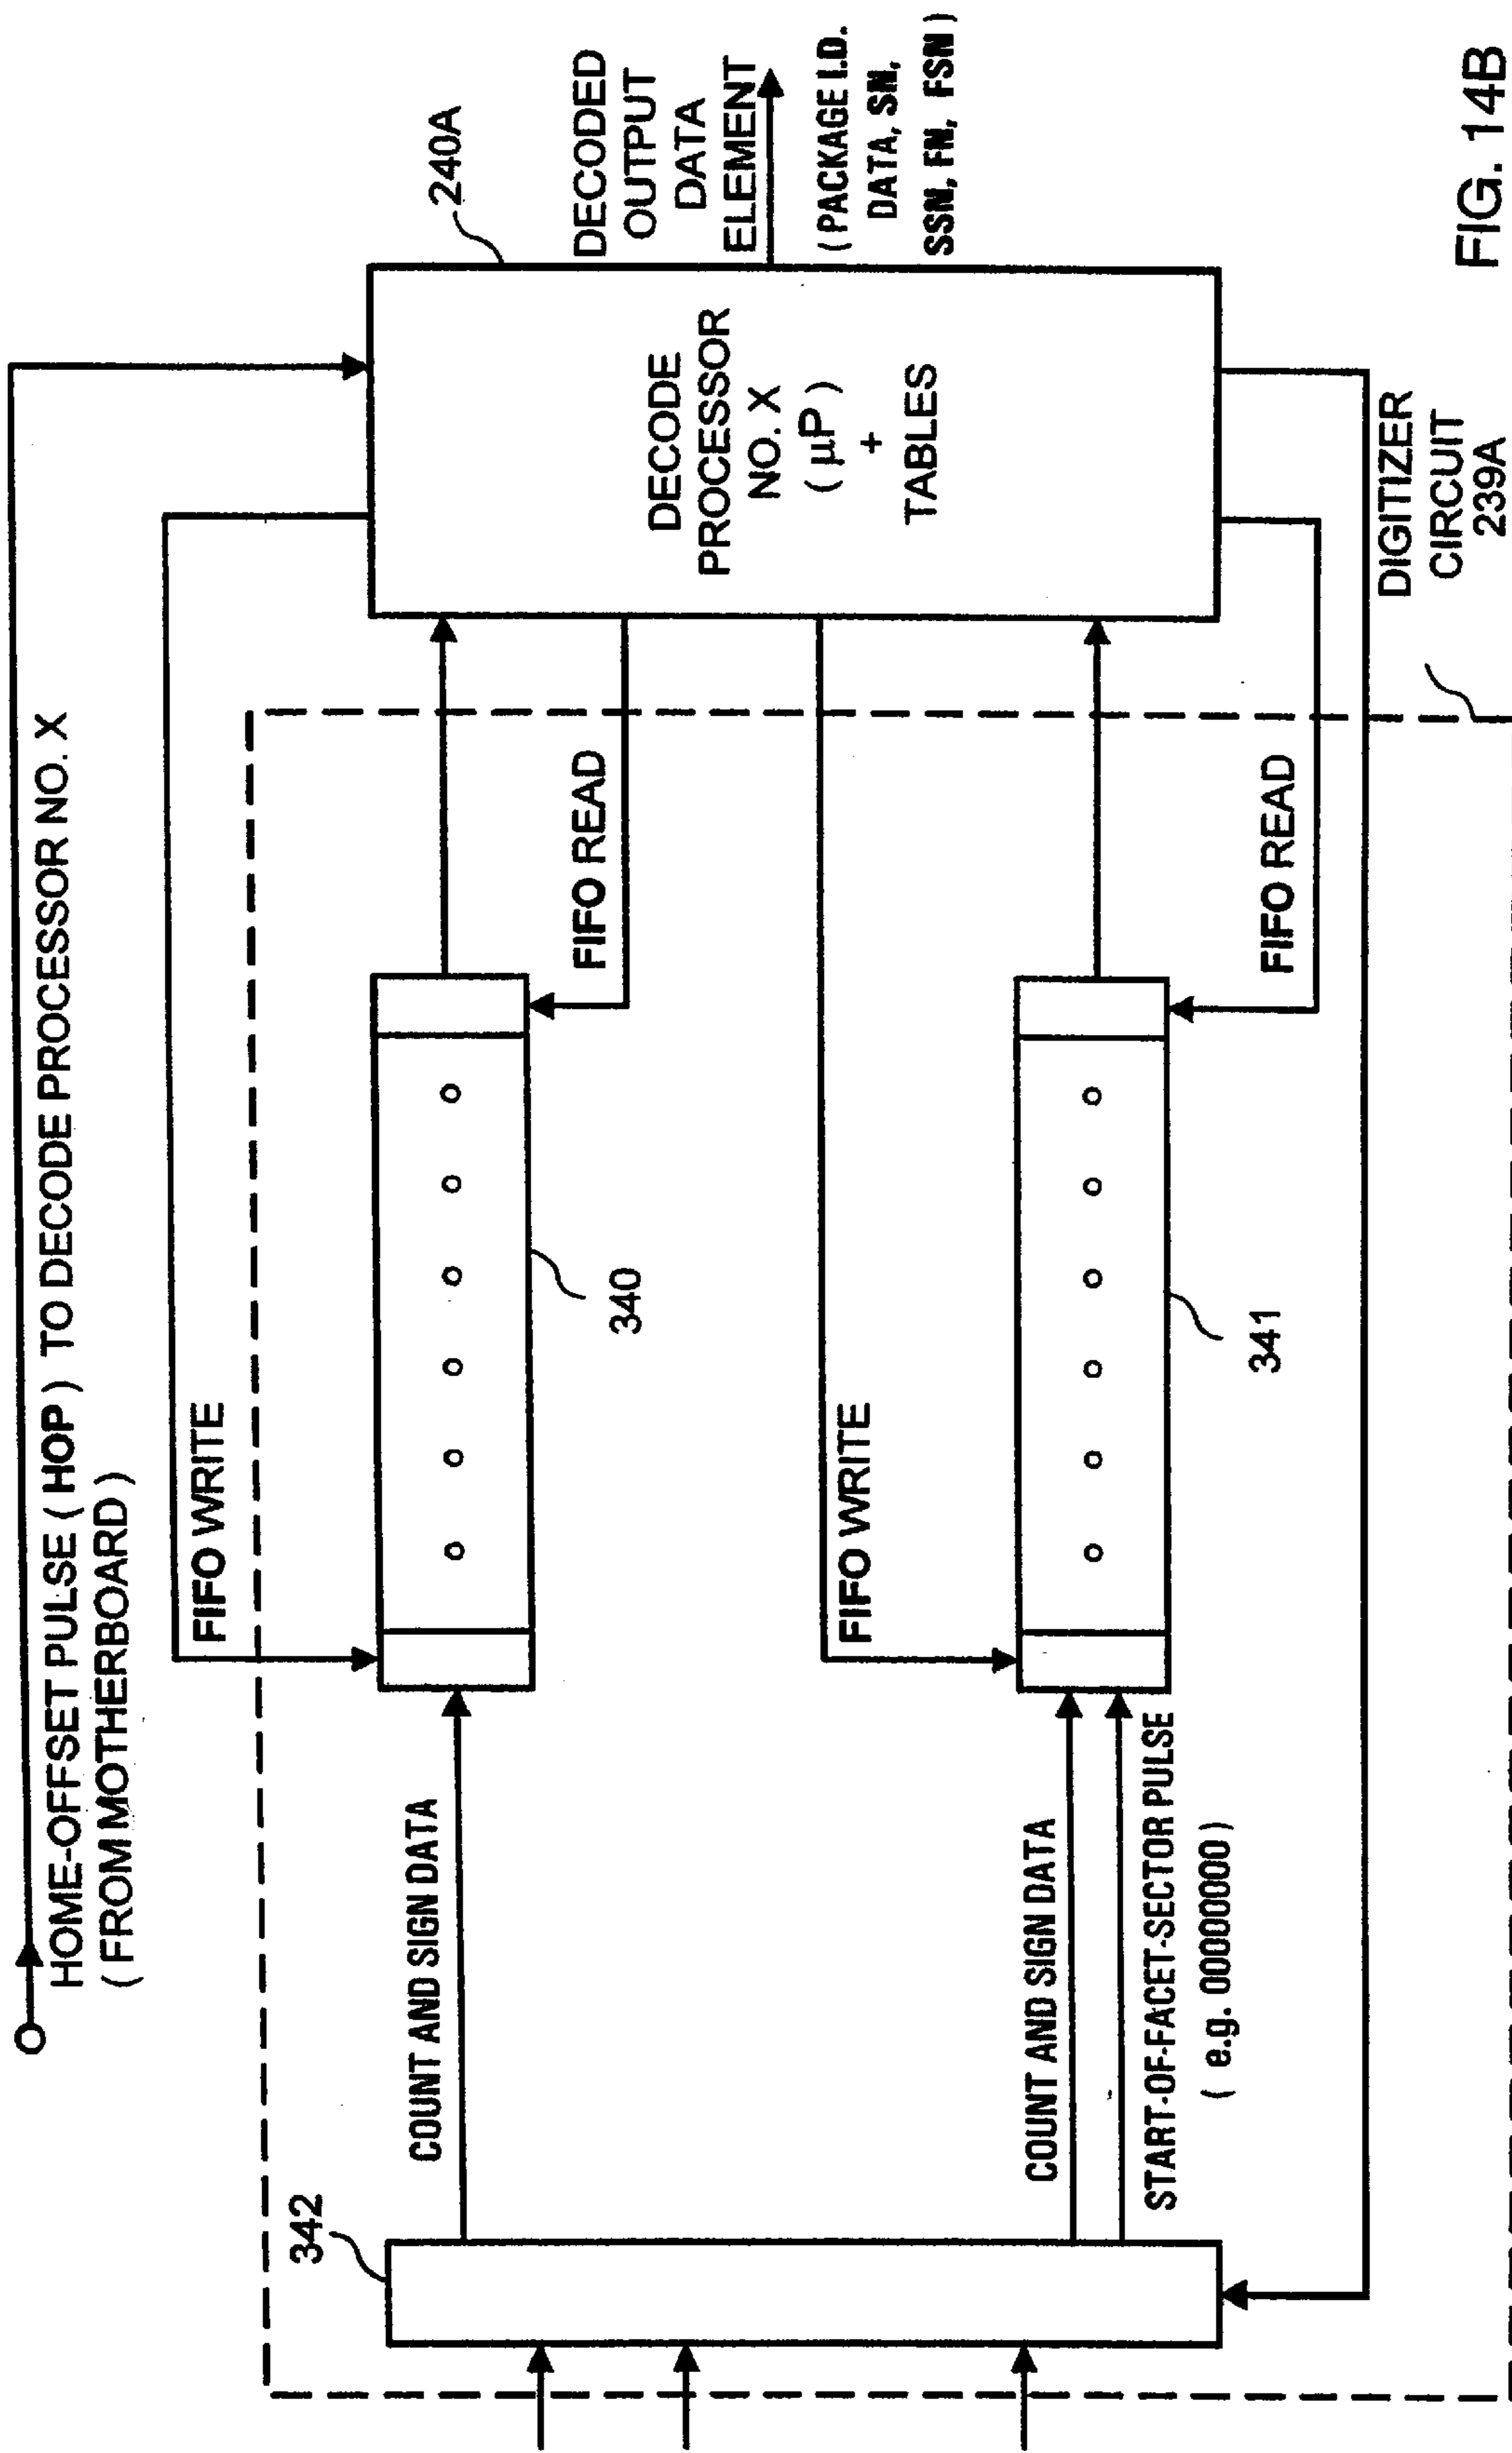 HOME-OFFSET PULSE ( HOP ) TO DECODE PROCESSOR NO. X
( FROM MOTHERBOARD )
FIFO WRITE
342
COUNT AND SIGN DATA
340
FIFO READ
FIFO WRITE
COUNT AND SIGN DATA
START-OF-FACET-SECTOR PULSE
( e.g. 00000000 )
341
FIFO READ
240A
DECODE
PROCESSOR
NO. X
( µP )
+
TABLES
DECODED
OUTPUT
DATA
ELEMENT
( PACKAGE I.D.
DATA, SN,
SSN, FN, FSN )
DIGITIZER
CIRCUIT
239A
FIG. 14B